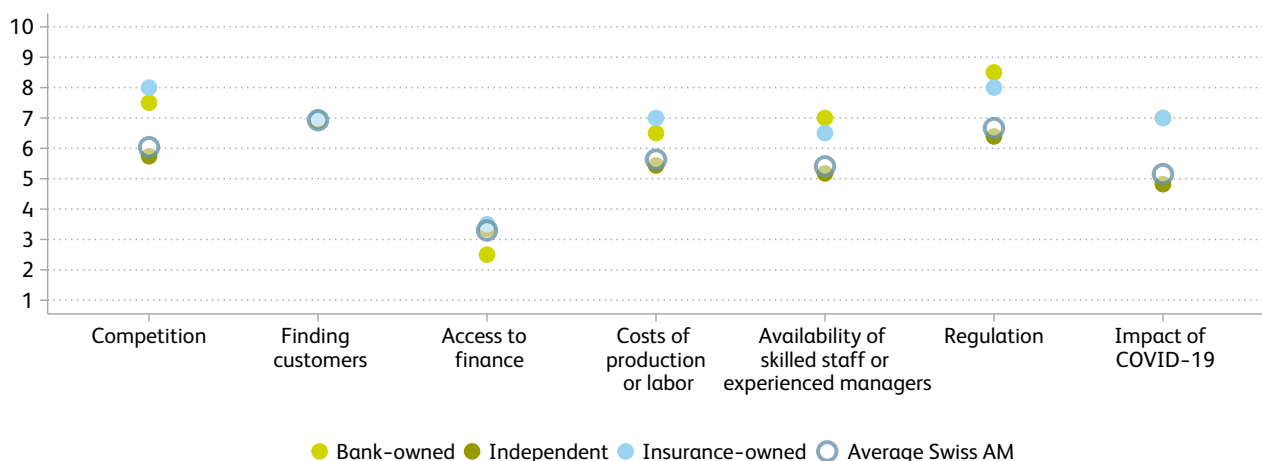 10
9
8
7
6
5
4
3
2
1
Competition
Finding
customers
Access to
finance
Costs of
production
or labor
Availability of
skilled staff or
experienced managers
Regulation
Impact of
COVID-19
Bank-owned Independent Insurance-owned Average Swiss AM